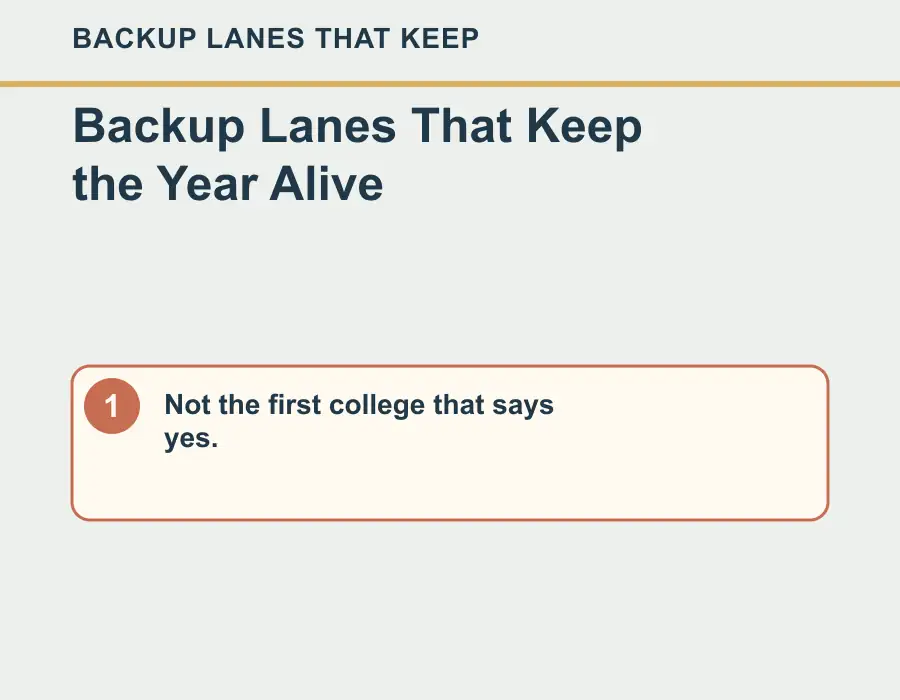 BACKUP LANES THAT KEEP
Backup Lanes That Keep
the Year Alive
1
Not the first college that says
yes.